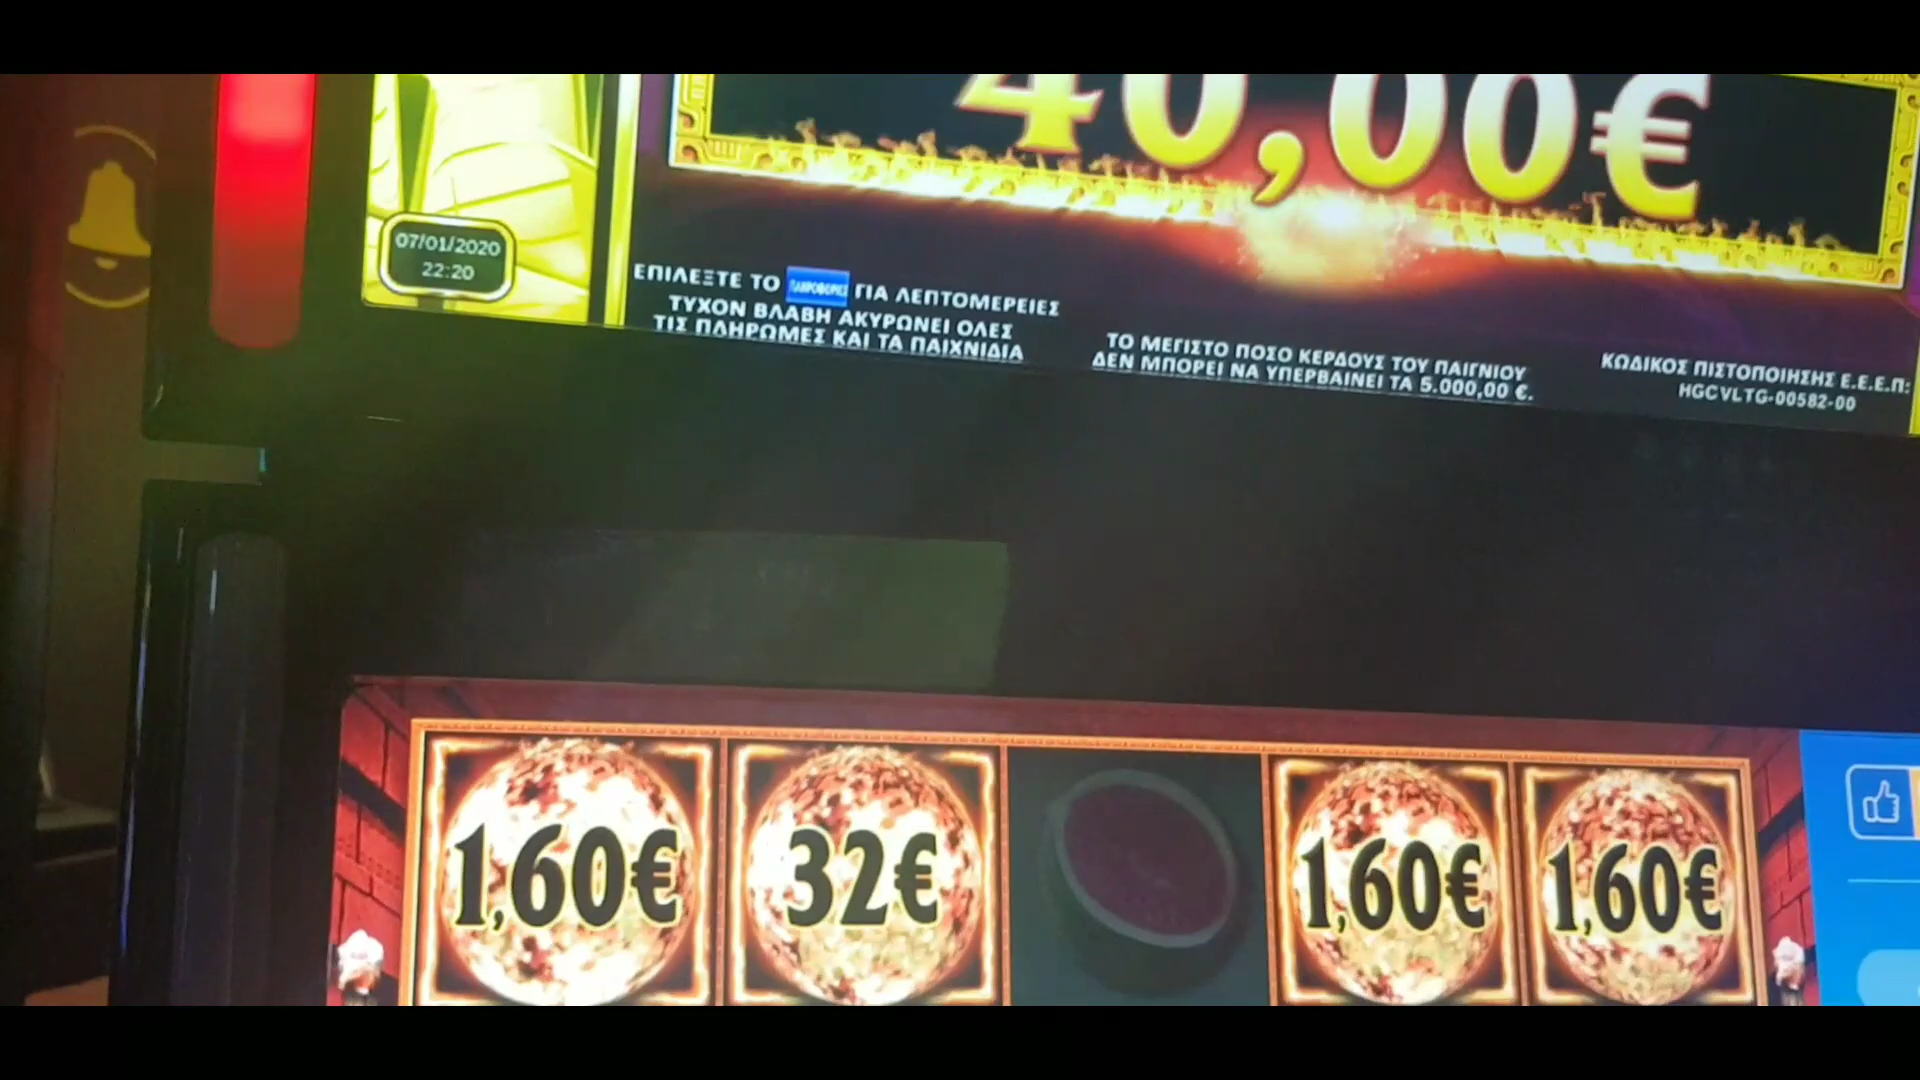 40,00€
07/01/2020
22:20
ΕΠΙΛΕΞΤΕ ΤΟ ΠΛΗΡΟΦΟΡΙΕΣ ΓΙΑ ΛΕΠΤΟΜΕΡΕΙΕΣ
ΤΥΧΟΝ ΒΛΑΒΗ ΑΚΥΡΩΝΕΙ ΟΛΕΣ
ΤΙΣ ΠΛΗΡΩΜΕΣ ΚΑΙ ΤΑ ΠΑΙΧΝΙΔΙΑ
ΤΟ ΜΕΓΙΣΤΟ ΠΟΣΟ ΚΕΡΔΟΥΣ ΤΟΥ ΠΑΙΓΝΙΟΥ
ΔΕΝ ΜΠΟΡΕΙ ΝΑ ΥΠΕΡΒΑΙΝΕΙ ΤΑ 5.000,00 €.
ΚΩΔΙΚΟΣ ΠΙΣΤΟΠΟΙΗΣΗΣ Ε.Ε.Ε.Π:
HGCVLTG-00582-00
1,60€
32€
1,60€
1,60€